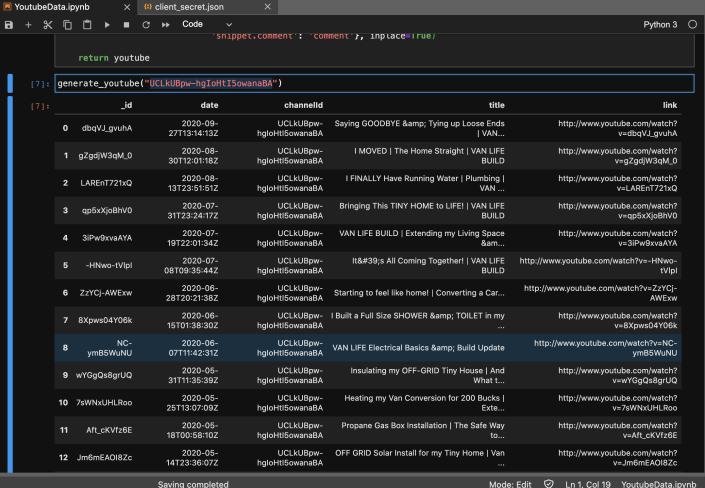 YoutubeData.ipynb
client_secret.json
Code
Python 3
'snippet.comment': 'comment'}, inplace=True)
return youtube
[7]: generate_youtube("UCLkUBpw-hgIoHtI5owanaBA")
[7]:
_id date channelId title link
0 dbqVJ_gvuhA 2020-09-27T13:14:13Z UCLkUBpw-hgIoHtI5owanaBA Saying GOODBYE &amp; Tying up Loose Ends | VAN... http://www.youtube.com/watch?v=dbqVJ_gvuhA
1 gZgdjW3qM_0 2020-08-30T12:01:18Z UCLkUBpw-hgIoHtI5owanaBA I MOVED | The Home Straight | VAN LIFE BUILD http://www.youtube.com/watch?v=gZgdjW3qM_0
2 LAREnT721xQ 2020-08-13T23:51:51Z UCLkUBpw-hgIoHtI5owanaBA I FINALLY Have Running Water | Plumbing | VAN ... http://www.youtube.com/watch?v=LAREnT721xQ
3 qp5xXjoBhV0 2020-07-31T23:24:17Z UCLkUBpw-hgIoHtI5owanaBA Bringing This TINY HOME to LIFE! | VAN LIFE BUILD http://www.youtube.com/watch?v=qp5xXjoBhV0
4 3iPw9xvaAYA 2020-07-19T22:01:34Z UCLkUBpw-hgIoHtI5owanaBA VAN LIFE BUILD | Extending my Living Space &am... http://www.youtube.com/watch?v=3iPw9xvaAYA
5 -HNwo-tVlpI 2020-07-08T09:35:44Z UCLkUBpw-hgIoHtI5owanaBA It&#39;s All Coming Together! | VAN LIFE BUILD http://www.youtube.com/watch?v=-HNwo-tVlpI
6 ZzYCj-AWExw 2020-06-28T20:21:38Z UCLkUBpw-hgIoHtI5owanaBA Starting to feel like home! | Converting a Car... http://www.youtube.com/watch?v=ZzYCj-AWExw
7 8Xpws04Y06k 2020-06-15T01:38:30Z UCLkUBpw-hgIoHtI5owanaBA I Built a Full Size SHOWER &amp; TOILET in my ... http://www.youtube.com/watch?v=8Xpws04Y06k
8 NC-ymB5WuNU 2020-06-07T11:42:31Z UCLkUBpw-hgIoHtI5owanaBA VAN LIFE Electrical Basics &amp; Build Update http://www.youtube.com/watch?v=NC-ymB5WuNU
9 wYGgQs8grUQ 2020-05-31T11:35:39Z UCLkUBpw-hgIoHtI5owanaBA Insulating my OFF-GRID Tiny House | And What t... http://www.youtube.com/watch?v=wYGgQs8grUQ
10 7sWNxUHLRoo 2020-05-25T13:07:09Z UCLkUBpw-hgIoHtI5owanaBA Heating my Van Conversion for 200 Bucks | Exte... http://www.youtube.com/watch?v=7sWNxUHLRoo
11 Aft_cKVfz6E 2020-05-18T00:58:10Z UCLkUBpw-hgIoHtI5owanaBA Propane Gas Box Installation | The Safe Way to... http://www.youtube.com/watch?v=Aft_cKVfz6E
12 Jm6mEAOI8Zc 2020-05-14T23:36:07Z UCLkUBpw-hgIoHtI5owanaBA OFF GRID Solar Install for my Tiny Home | Van ... http://www.youtube.com/watch?v=Jm6mEAOI8Zc
Saving completed
Mode: Edit
Ln 1, Col 19
YoutubeData.ipynb